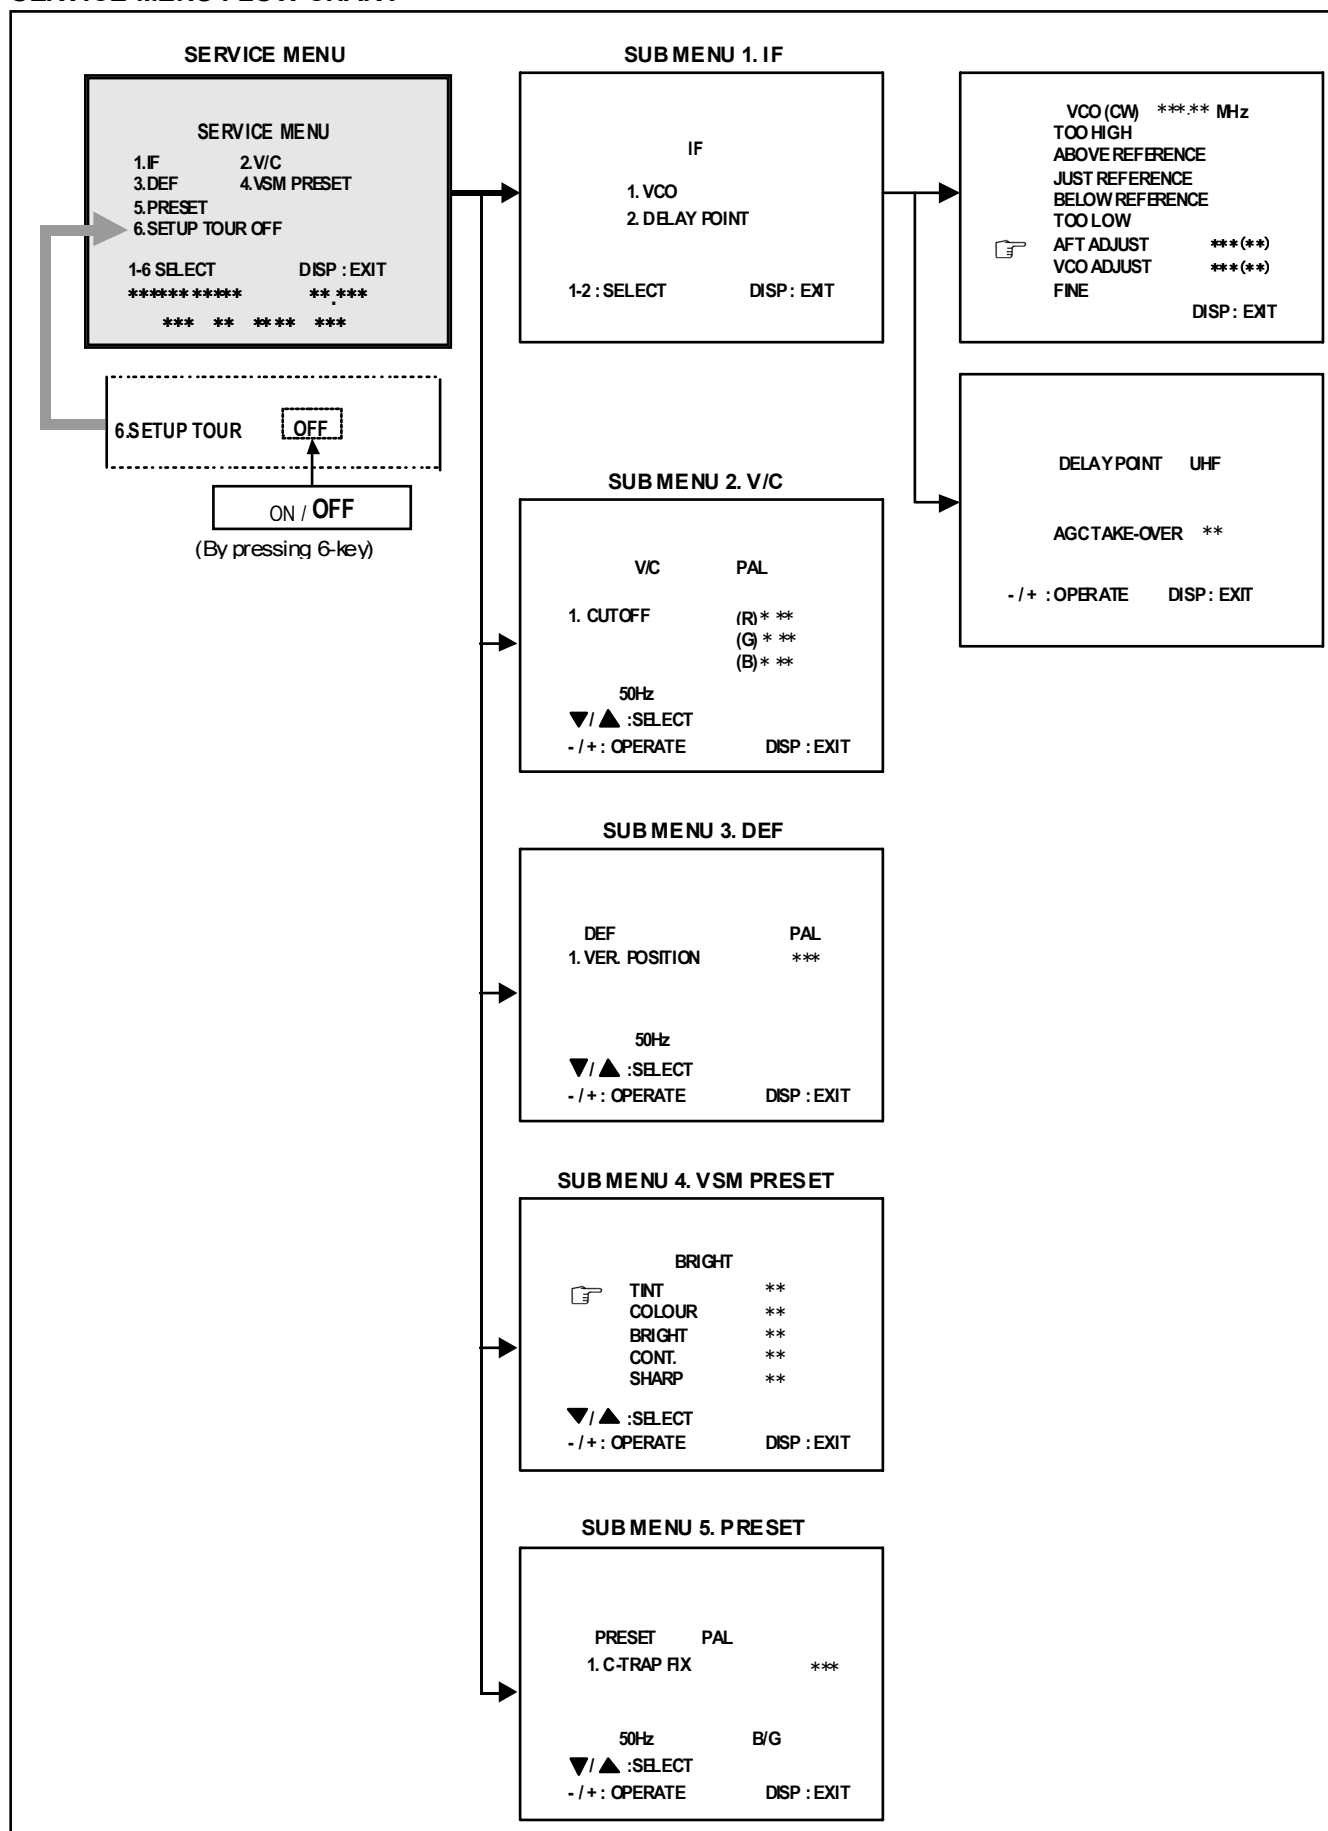 SERVICE MENU
SERVICE MENU
1.IF 2.V/C
3.DEF 4.VSM PRESET
5.PRESET
6.SETUP TOUR OFF
1-6 SELECT DISP : EXIT
****** ***** **.***
*** ** **** ***
6.SETUP TOUR OFF
ON / OFF
(By pressing 6-key)
SUB MENU 1. IF
IF
1. VCO
2. DELAY POINT
1-2 : SELECT DISP : EXIT
VCO (CW) ***.** MHz
TOO HIGH
ABOVE REFERENCE
JUST REFERENCE
BELOW REFERENCE
TOO LOW
☞ AFT ADJUST ***(**)
VCO ADJUST ***(**)
FINE
DISP : EXIT
DELAY POINT UHF
AGC TAKE-OVER **
- / + : OPERATE DISP : EXIT
SUB MENU 2. V/C
V/C PAL
1. CUTOFF (R) * **
(G) * **
(B) * **
50Hz
▼/▲ :SELECT
- / + : OPERATE DISP : EXIT
SUB MENU 3. DEF
DEF PAL
1. VER. POSITION ***
50Hz
▼/▲ :SELECT
- / + : OPERATE DISP : EXIT
SUB MENU 4. VSM PRESET
BRIGHT
☞ TINT **
COLOUR **
BRIGHT **
CONT. **
SHARP **
▼/▲ :SELECT
- / + : OPERATE DISP : EXIT
SUB MENU 5. PRESET
PRESET PAL
1. C-TRAP FIX ***
50Hz B/G
▼/▲ :SELECT
- / + : OPERATE DISP : EXIT